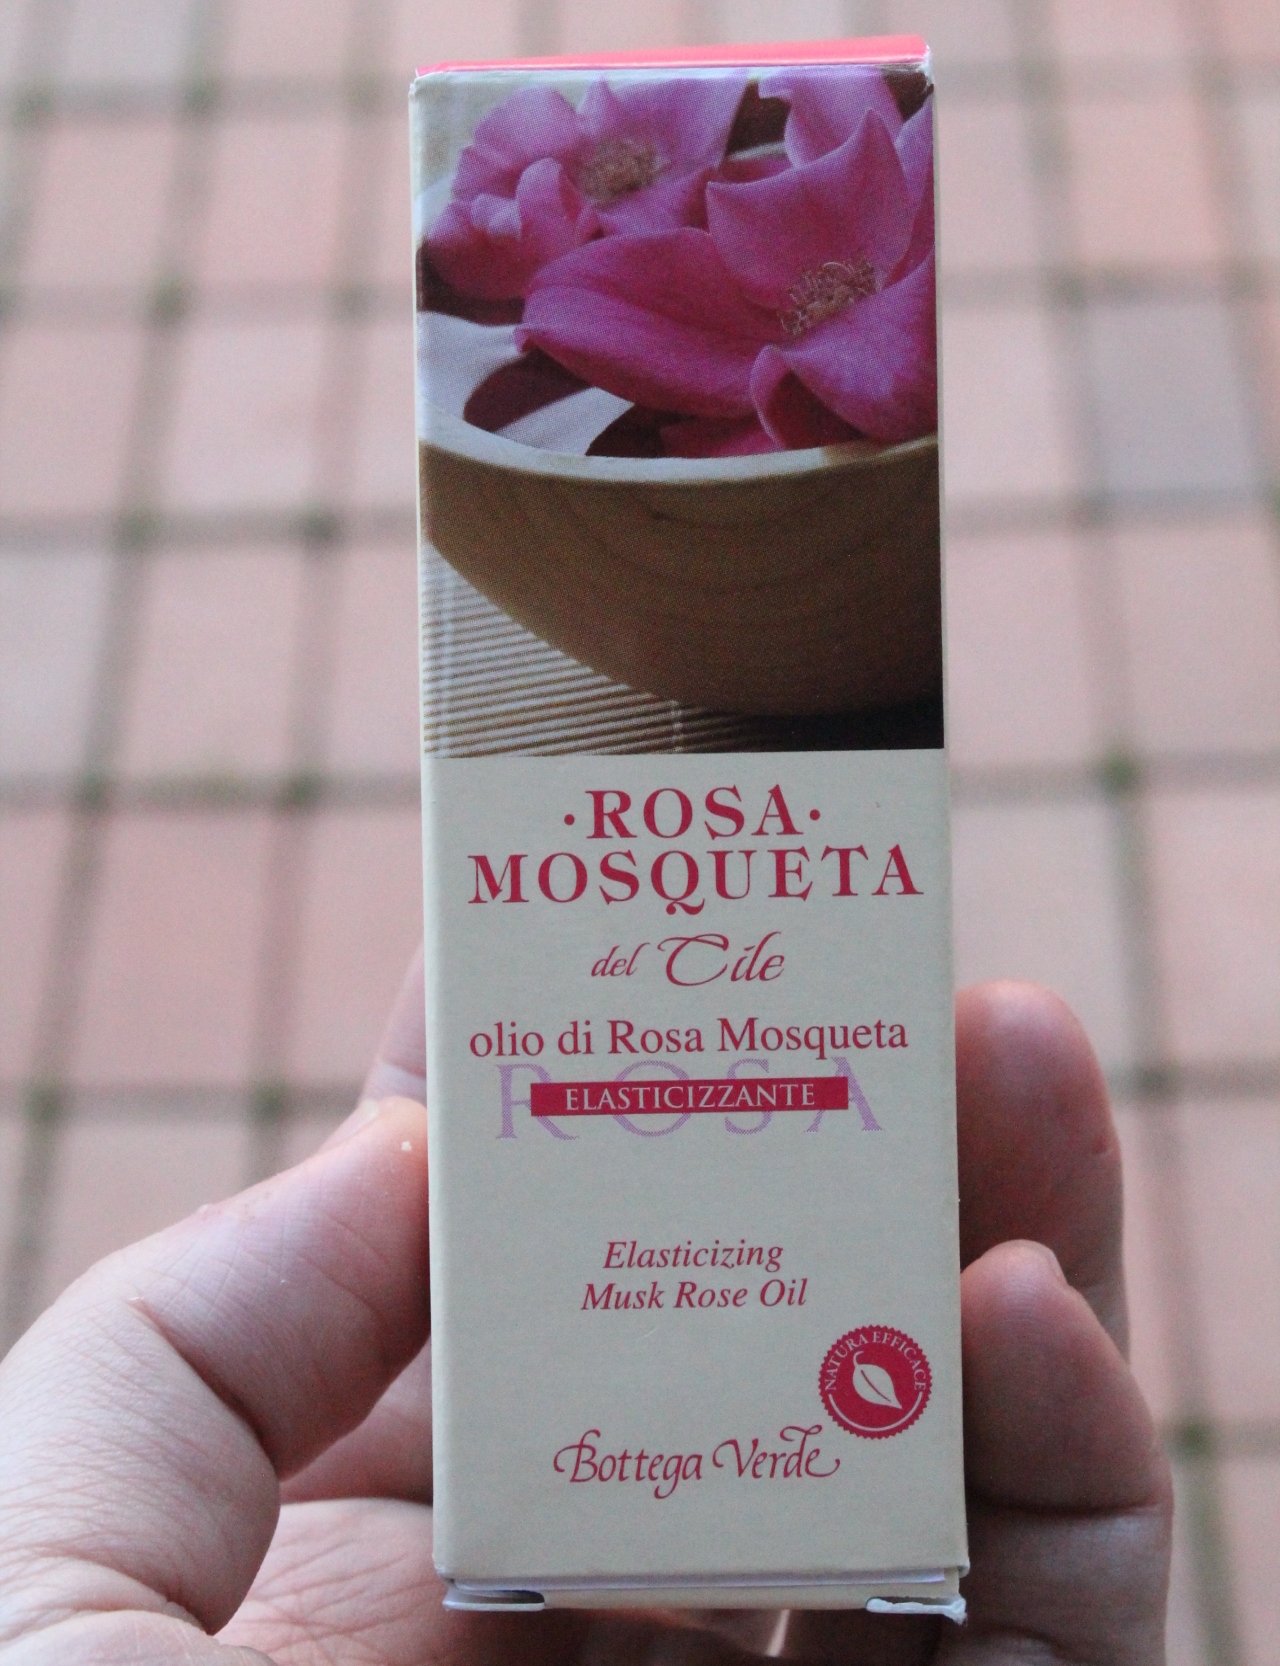 ·ROSA·
MOSQUETA
del Cile
olio di Rosa Mosqueta
ROSA
ELASTICIZZANTE
Elasticizing
Musk Rose Oil
NATURA EFFICACE
Bottega Verde